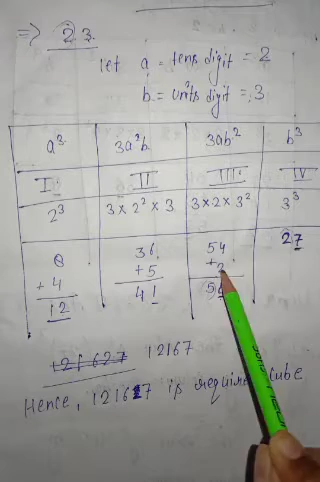 => 23
let a = tens digit = 2
b = units digit = 3
a³ 3a²b 3ab² b³
I II III IV
2³ 3×2²×3 3×2×3² 3³
8 36 54 27
+4 +5 +2
12 41 56
121627 12167
Hence, 12167 is required cube